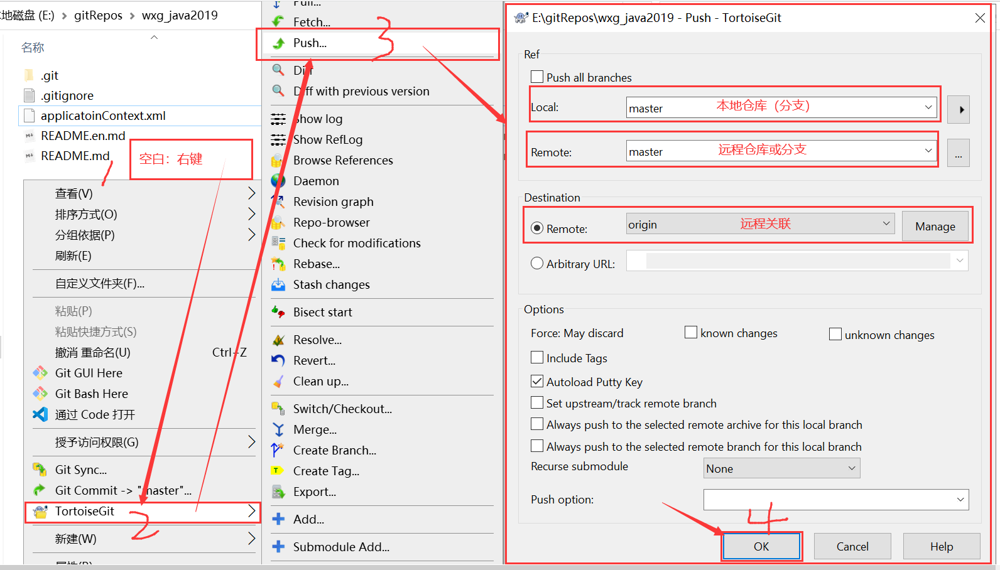 本地磁盘 (E:) > gitRepos > wxg_java2019
名称
.git
.gitignore
applicatoinContext.xml
README.en.md
README.md
空白：右键
1
查看(V)
排序方式(O)
分组依据(P)
刷新(E)
自定义文件夹(F)...
粘贴(P)
粘贴快捷方式(S)
撤消 重命名(U) Ctrl+Z
Git GUI Here
Git Bash Here
通过 Code 打开
授予访问权限(G)
Git Sync...
Git Commit -> "master"...
TortoiseGit
2
新建(W)
属性(R)
Pull...
Fetch...
Push...
3
Diff
Diff with previous version
Show log
Show RefLog
Browse References
Daemon
Revision graph
Repo-browser
Check for modifications
Rebase...
Stash changes
Bisect start
Resolve...
Revert...
Clean up...
Switch/Checkout...
Merge...
Create Branch...
Create Tag...
Export...
Add...
Submodule Add...
E:\gitRepos\wxg_java2019 - Push - TortoiseGit
Ref
Push all branches
Local: master 本地仓库（分支）
Remote: master 远程仓库或分支
...
Destination
Remote: origin 远程关联 Manage
Arbitrary URL:
Options
Force: May discard known changes unknown changes
Include Tags
Autoload Putty Key
Set upstream/track remote branch
Always push to the selected remote archive for this local branch
Always push to the selected remote branch for this local branch
Recurse submodule None
Push option:
4
OK Cancel Help